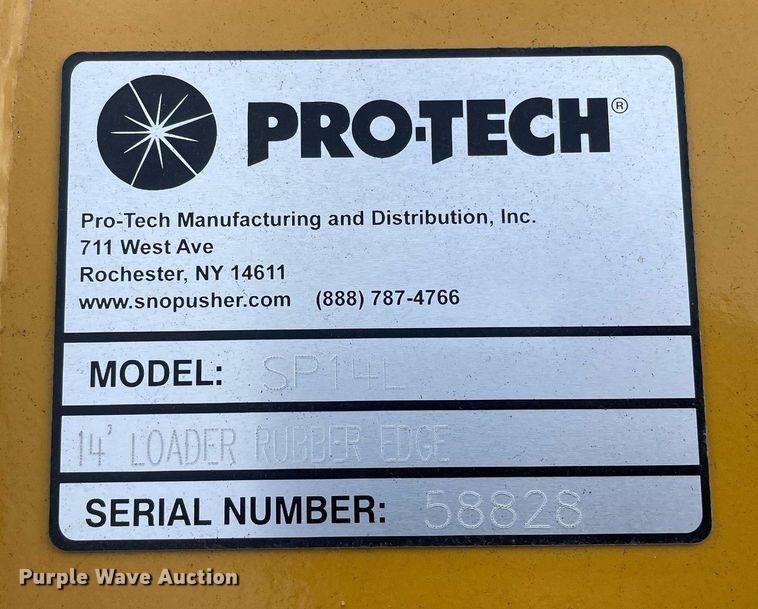 PRO-TECH®
Pro-Tech Manufacturing and Distribution, Inc.
711 West Ave
Rochester, NY 14611
www.snopusher.com (888) 787-4766
MODEL: SP14L
14' LOADER RUBBER EDGE
SERIAL NUMBER: 58828
Purple Wave Auction